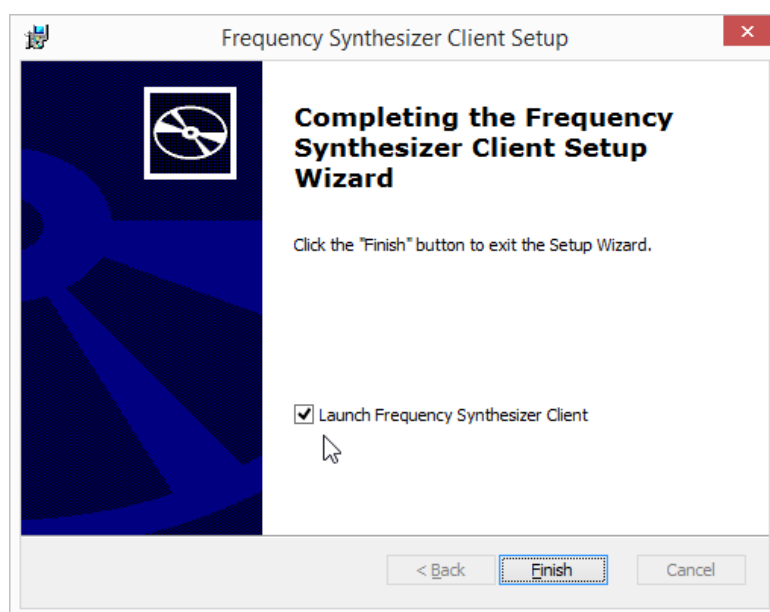 Frequency Synthesizer Client Setup
Completing the Frequency
Synthesizer Client Setup
Wizard
Click the "Finish" button to exit the Setup Wizard.
Launch Frequency Synthesizer Client
< Back Finish Cancel